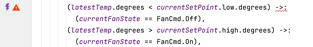 (latestTemp.degrees < currentSetPoint.low.degrees) ->:
(currentFanState == FanCmd.Off),
(latestTemp.degrees > currentSetPoint.high.degrees) ->:
(currentFanState == FanCmd.On),